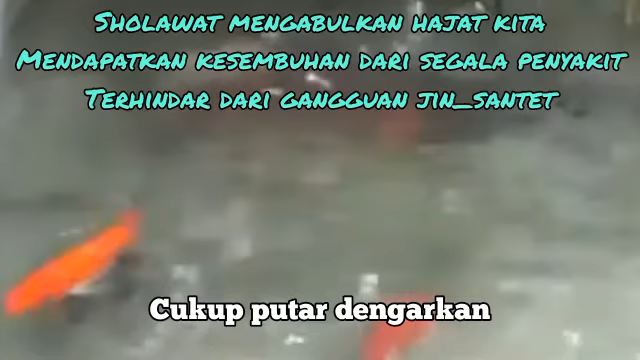 Sholawat mengabulkan hajat kita
Mendapatkan kesembuhan dari segala penyakit
Terhindar dari gangguan jin_santet
Cukup putar dengarkan